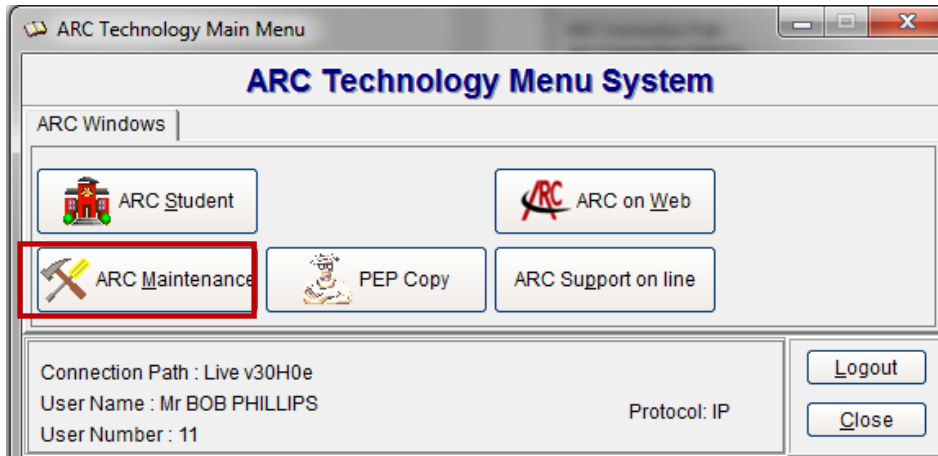 ARC Technology Main Menu
ARC Technology Menu System
ARC Windows
ARC Student
ARC ARC on Web
ARC Maintenance
PEP Copy
ARC Support on line
Connection Path : Live v30H0e
User Name : Mr BOB PHILLIPS
User Number : 11
Protocol: IP
Logout
Close